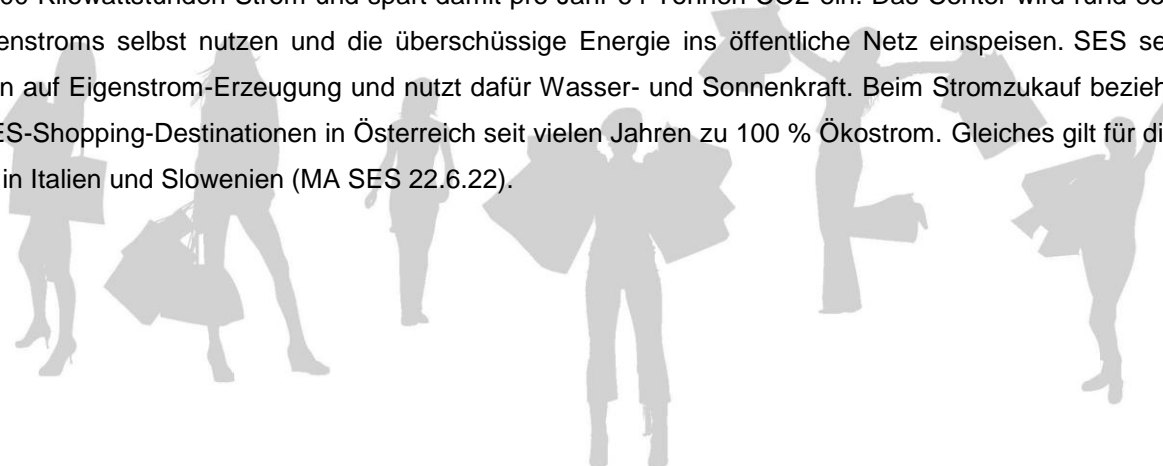 00 Kilowattstunden Strom und spart damit pro Jahr Tonnen CO2 ein. Das Center wird rund
enstroms selbst nutzen und die überschüssige Energie ins öffentliche Netz einspeisen. SES se
n auf Eigenstrom-Erzeugung und nutzt dafür Wasser- und Sonnenkraft. Beim Stromzukauf bezieh
ES-Shopping-Destinationen in Österreich seit vielen Jahren zu 100 % Ökostrom. Gleiches gilt für di
in Italien und Slowenien (MA SES 22.6.22).